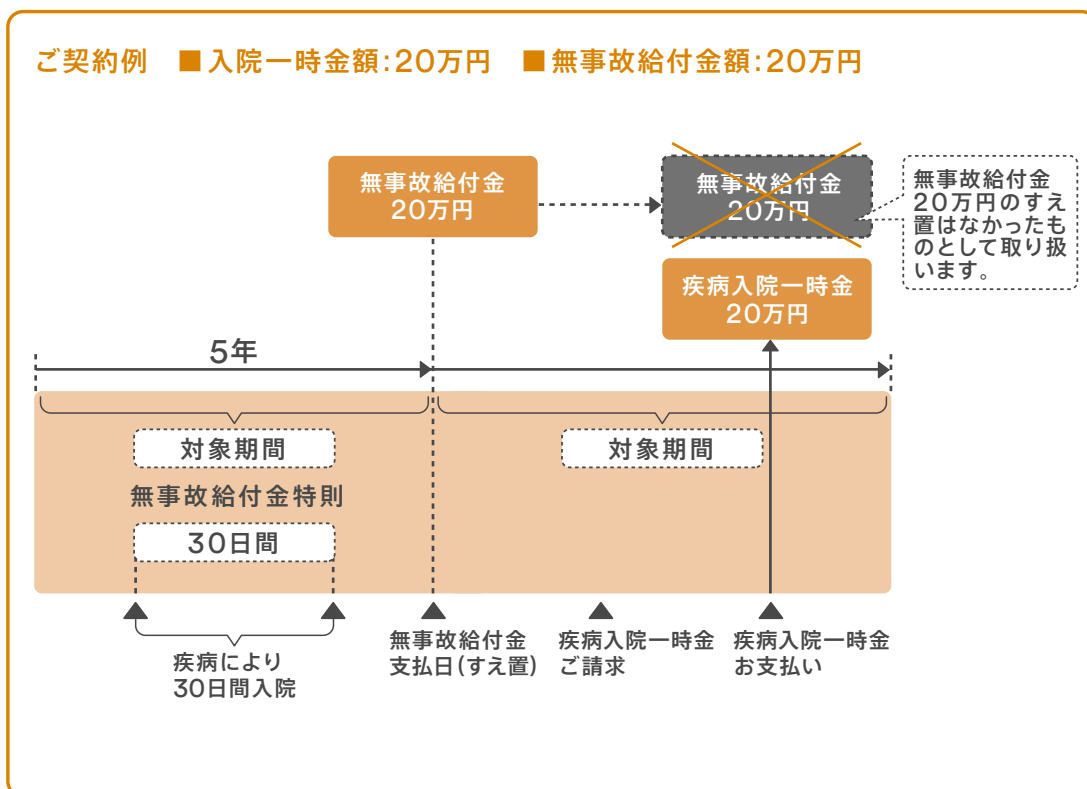 ご契約例 ■入院一時金額:20万円 ■無事故給付金額:20万円
無事故給付金
20万円
無事故給付金
20万円
無事故給付金
20万円のすえ
置はなかったも
のとして取り扱
います。
疾病入院一時金
20万円
5年
対象期間
対象期間
無事故給付金特則
30日間
疾病により
30日間入院
無事故給付金
支払日(すえ置)
疾病入院一時金
ご請求
疾病入院一時金
お支払い